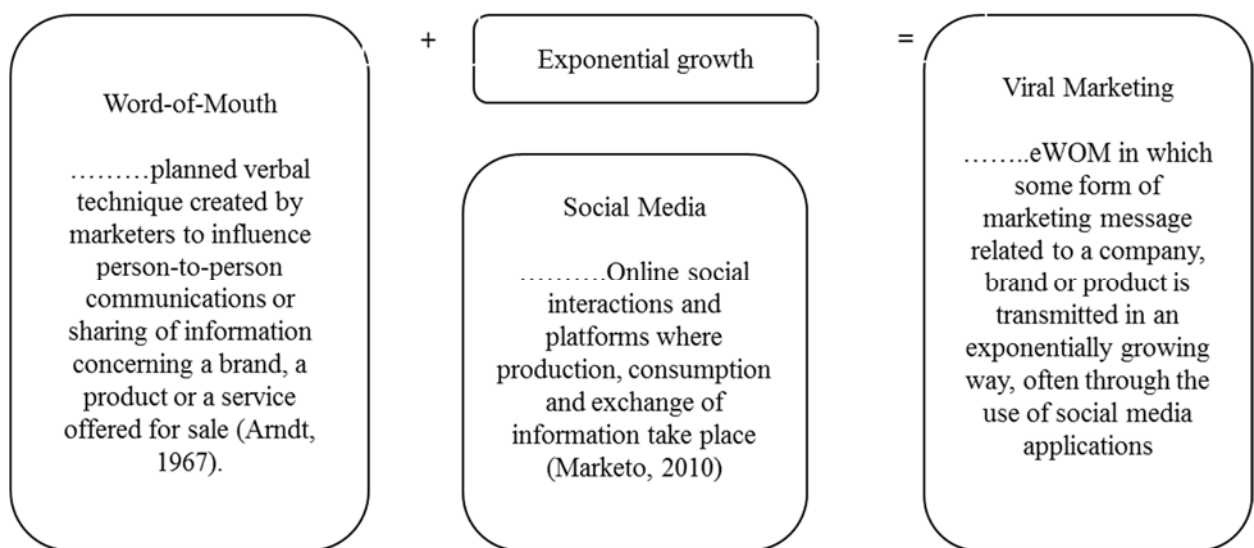 Word-of-Mouth
………planned verbal
technique created by
marketers to influence
person-to-person
communications or
sharing of information
concerning a brand, a
product or a service
offered for sale (Arndt,
1967).
+
Exponential growth
Social Media
……….Online social
interactions and
platforms where
production, consumption
and exchange of
information take place
(Marketo, 2010)
=
Viral Marketing
……..eWOM in which
some form of
marketing message
related to a company,
brand or product is
transmitted in an
exponentially growing
way, often through the
use of social media
applications